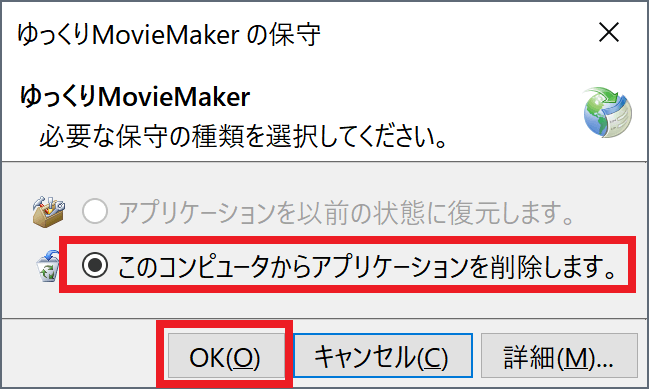 ゆっくりMovieMaker の保守
ゆっくりMovieMaker
必要な保守の種類を選択してください。
アプリケーションを以前の状態に復元します。
このコンピュータからアプリケーションを削除します。
OK(O) キャンセル(C) 詳細(M)...